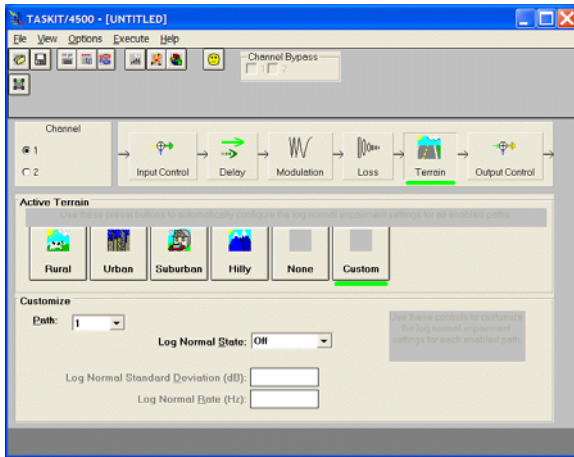 TASKIT/4500 - [UNTITLED]
File View Options Execute Help
Channel Bypass
1 2
Channel
1
2
Input Control
Delay
Modulation
Loss
Terrain
Output Control
Active Terrain
Use these preset buttons to automatically configure the log normal impairment settings for all enabled paths.
Rural
Urban
Suburban
Hilly
None
Custom
Customize
Path: 1
Use these controls to customize
the log normal impairment
settings for each enabled path.
Log Normal State: Off
Log Normal Standard Deviation (dB):
Log Normal Rate (Hz):